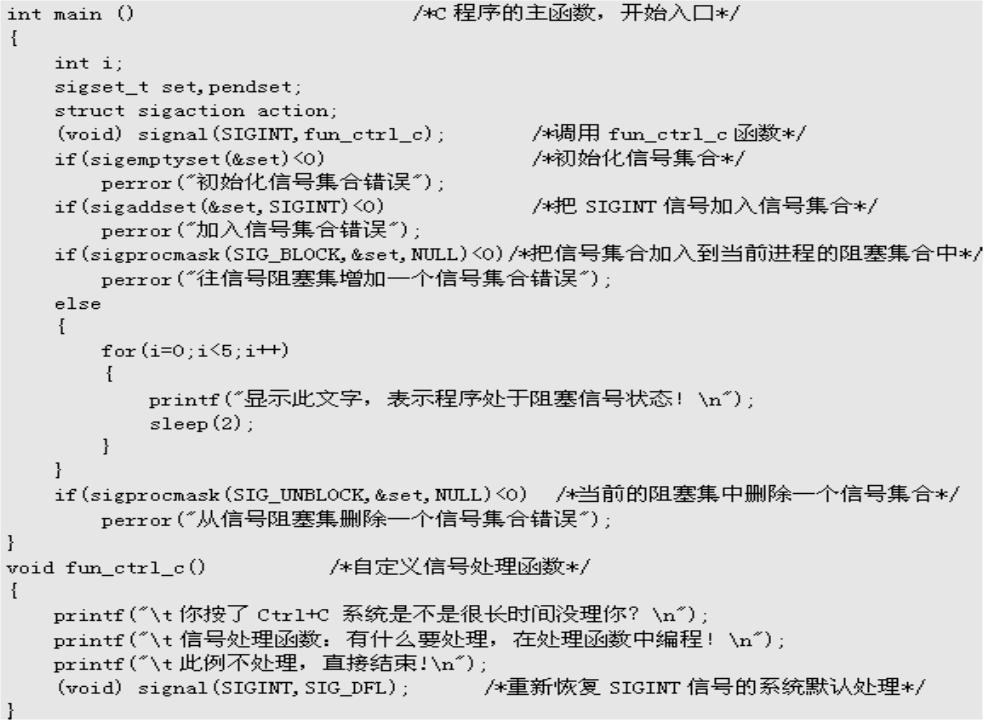 int main ()                         /*C 程序的主函数，开始入口*/
{
    int i;
    sigset_t set,pendset;
    struct sigaction action;
    (void) signal(SIGINT,fun_ctrl_c);        /*调用 fun_ctrl_c 函数*/
    if(sigemptyset(&set)<0)                  /*初始化信号集合*/
        perror("初始化信号集合错误");
    if(sigaddset(&set,SIGINT)<0)             /*把 SIGINT 信号加入信号集合*/
        perror("加入信号集合错误");
    if(sigprocmask(SIG_BLOCK,&set,NULL)<0)/*把信号集合加入到当前进程的阻塞集合中*/
        perror("往信号阻塞集增加一个信号集合错误");
    else
    {
        for(i=0;i<5;i++)
        {
            printf("显示此文字，表示程序处于阻塞信号状态！\n");
            sleep(2);
        }
    }
    if(sigprocmask(SIG_UNBLOCK,&set,NULL)<0)  /*当前的阻塞集中删除一个信号集合*/
        perror("从信号阻塞集删除一个信号集合错误");
}
void fun_ctrl_c()           /*自定义信号处理函数*/
{
    printf("\t 你按了 Ctrl+C 系统是不是很长时间没理你？\n");
    printf("\t 信号处理函数：有什么要处理，在处理函数中编程！\n");
    printf("\t 此例不处理，直接结束!\n");
    (void) signal(SIGINT,SIG_DFL);       /*重新恢复 SIGINT 信号的系统默认处理*/
}